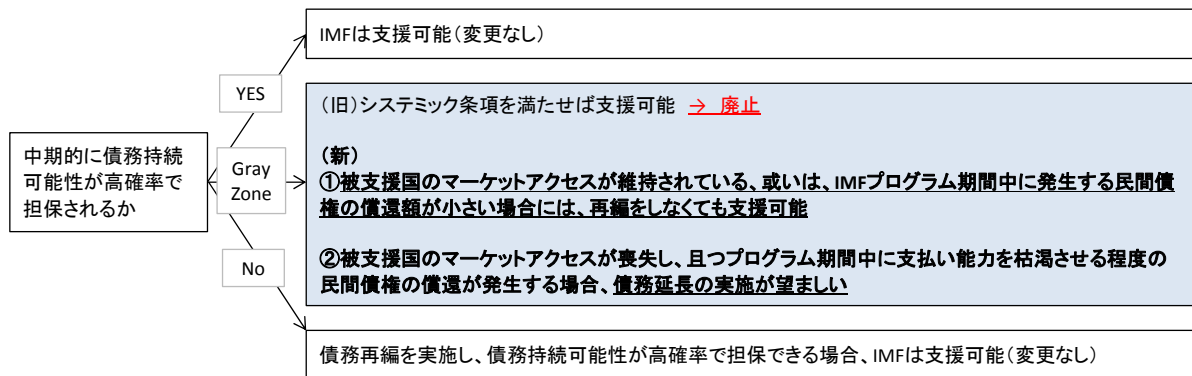 IMFは支援可能(変更なし)
YES
(旧)システミック条項を満たせば支援可能 → 廃止
中期的に債務持続
可能性が高確率で
担保されるか
Gray
Zone
(新)
①被支援国のマーケットアクセスが維持されている、或いは、IMFプログラム期間中に発生する民間債
権の償還額が小さい場合には、再編をしなくても支援可能
No
②被支援国のマーケットアクセスが喪失し、且つプログラム期間中に支払い能力を枯渇させる程度の
民間債権の償還が発生する場合、債務延長の実施が望ましい
債務再編を実施し、債務持続可能性が高確率で担保できる場合、IMFは支援可能(変更なし)